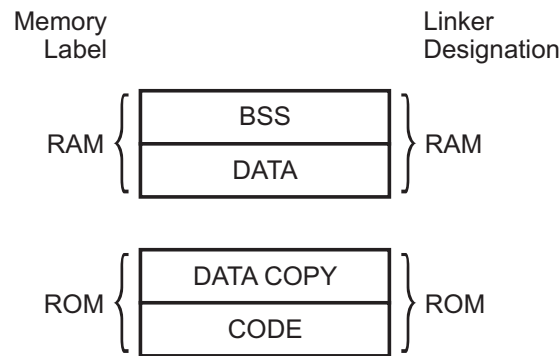 Memory
Label
Linker
Designation
RAM
BSS
DATA
RAM
ROM
DATA COPY
CODE
ROM